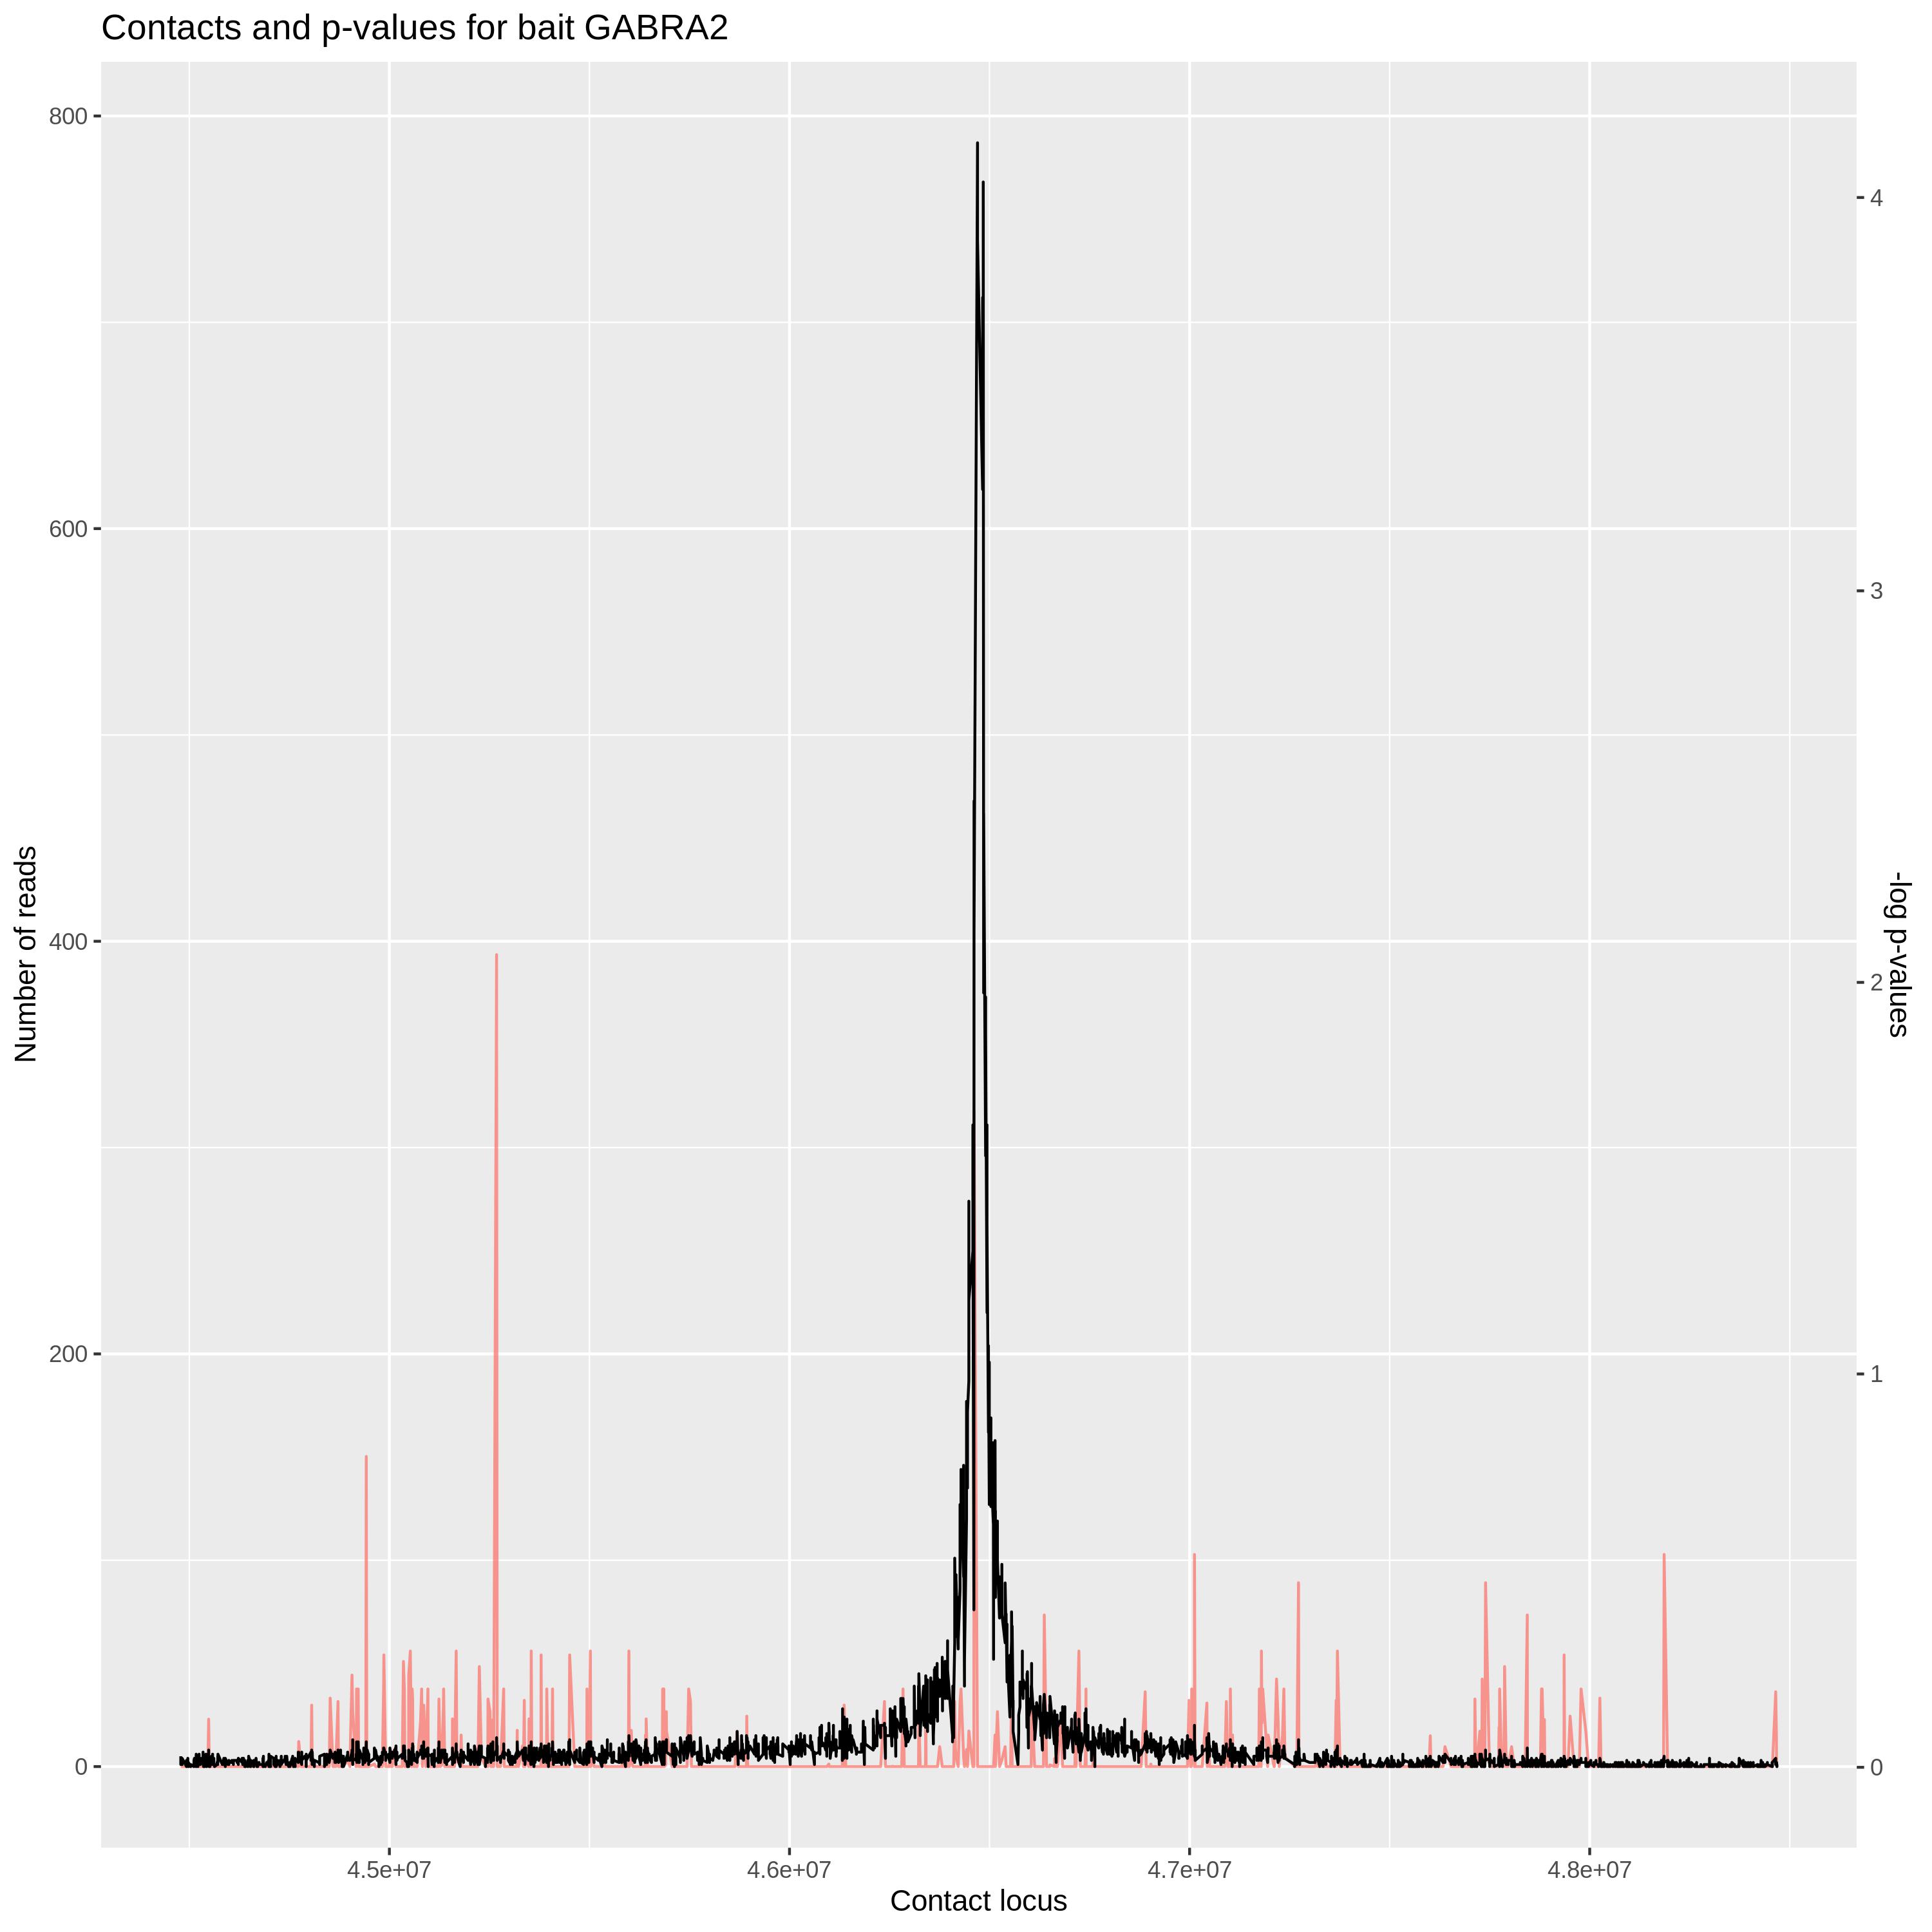 Contacts and p-values for bait GABRA2
800
600
400
200
0
Number of reads
4
3
2
1
0
-log p-values
4.5e+07
4.6e+07
4.7e+07
4.8e+07
Contact locus